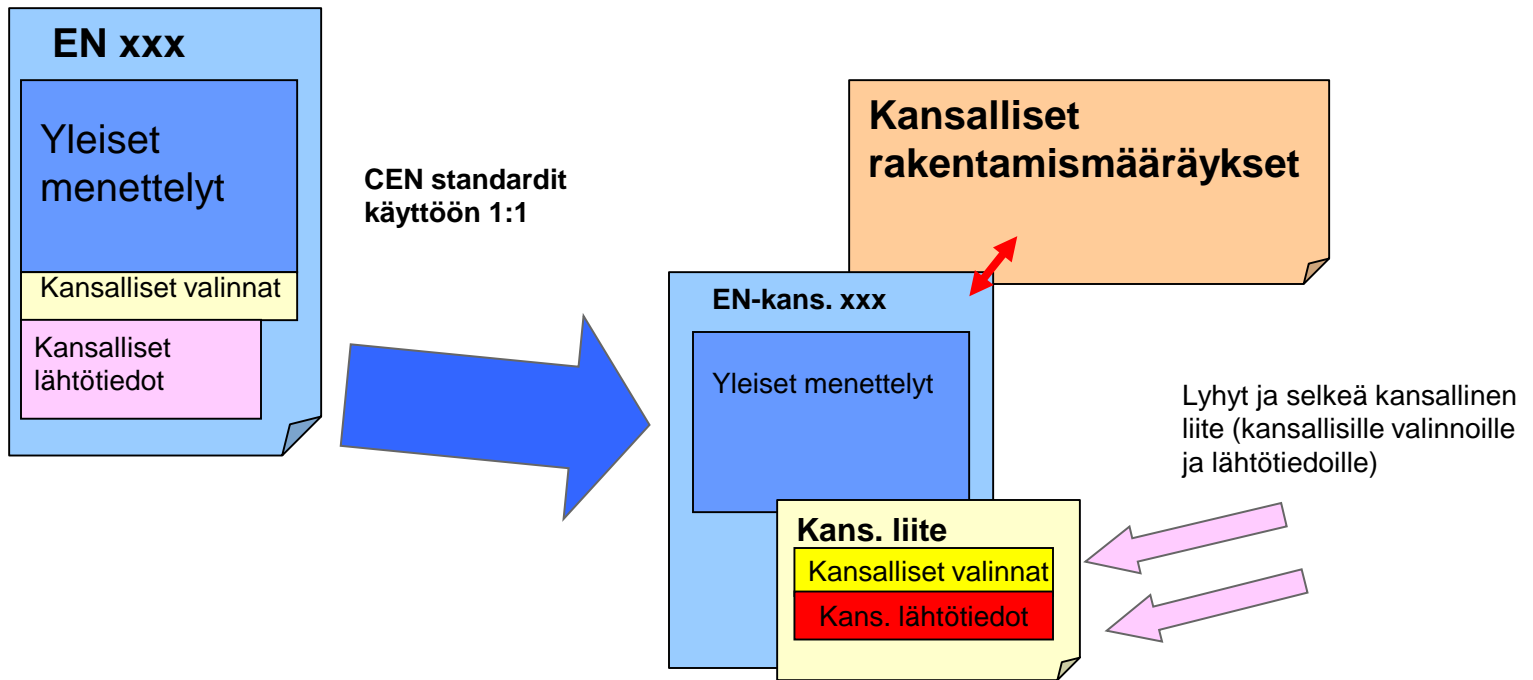 EN xxx
Yleiset
menettelyt
Kansalliset valinnat
Kansalliset
lähtötiedot
CEN standardit
käyttöön 1:1
Kansalliset
rakentamismääräykset
EN-kans. xxx
Yleiset menettelyt
Kans. liite
Kansalliset valinnat
Kans. lähtötiedot
Lyhyt ja selkeä kansallinen
liite (kansallisille valinnoille
ja lähtötiedoille)